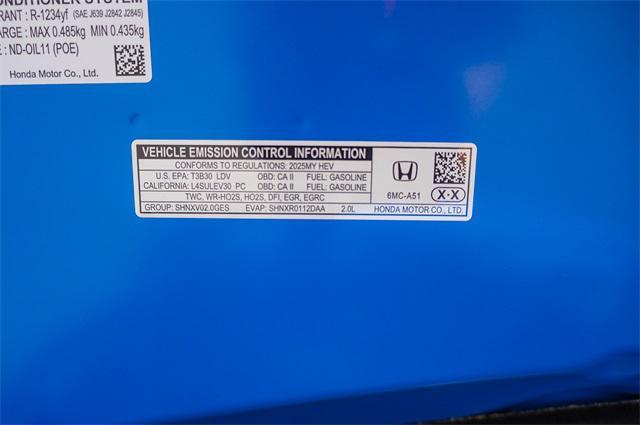 CONDITIONER SYSTEM
RANT : R-1234yf (SAE J639 J2842 J2845)
ARGE : MAX 0.485kg MIN 0.435kg
E : ND-OIL11 (POE)
Honda Motor Co., Ltd.
VEHICLE EMISSION CONTROL INFORMATION
CONFORMS TO REGULATIONS: 2025MY HEV
U.S. EPA: T3B30 LDV OBD: CA II FUEL: GASOLINE
CALIFORNIA: L4SULEV30 PC OBD: CA II FUEL: GASOLINE
TWC, WR-HO2S, HO2S, DFI, EGR, EGRC
GROUP: SHNXV02.0GES EVAP: SHNXR0112DAA 2.0L
6MC-A51
X·X
HONDA MOTOR CO., LTD.